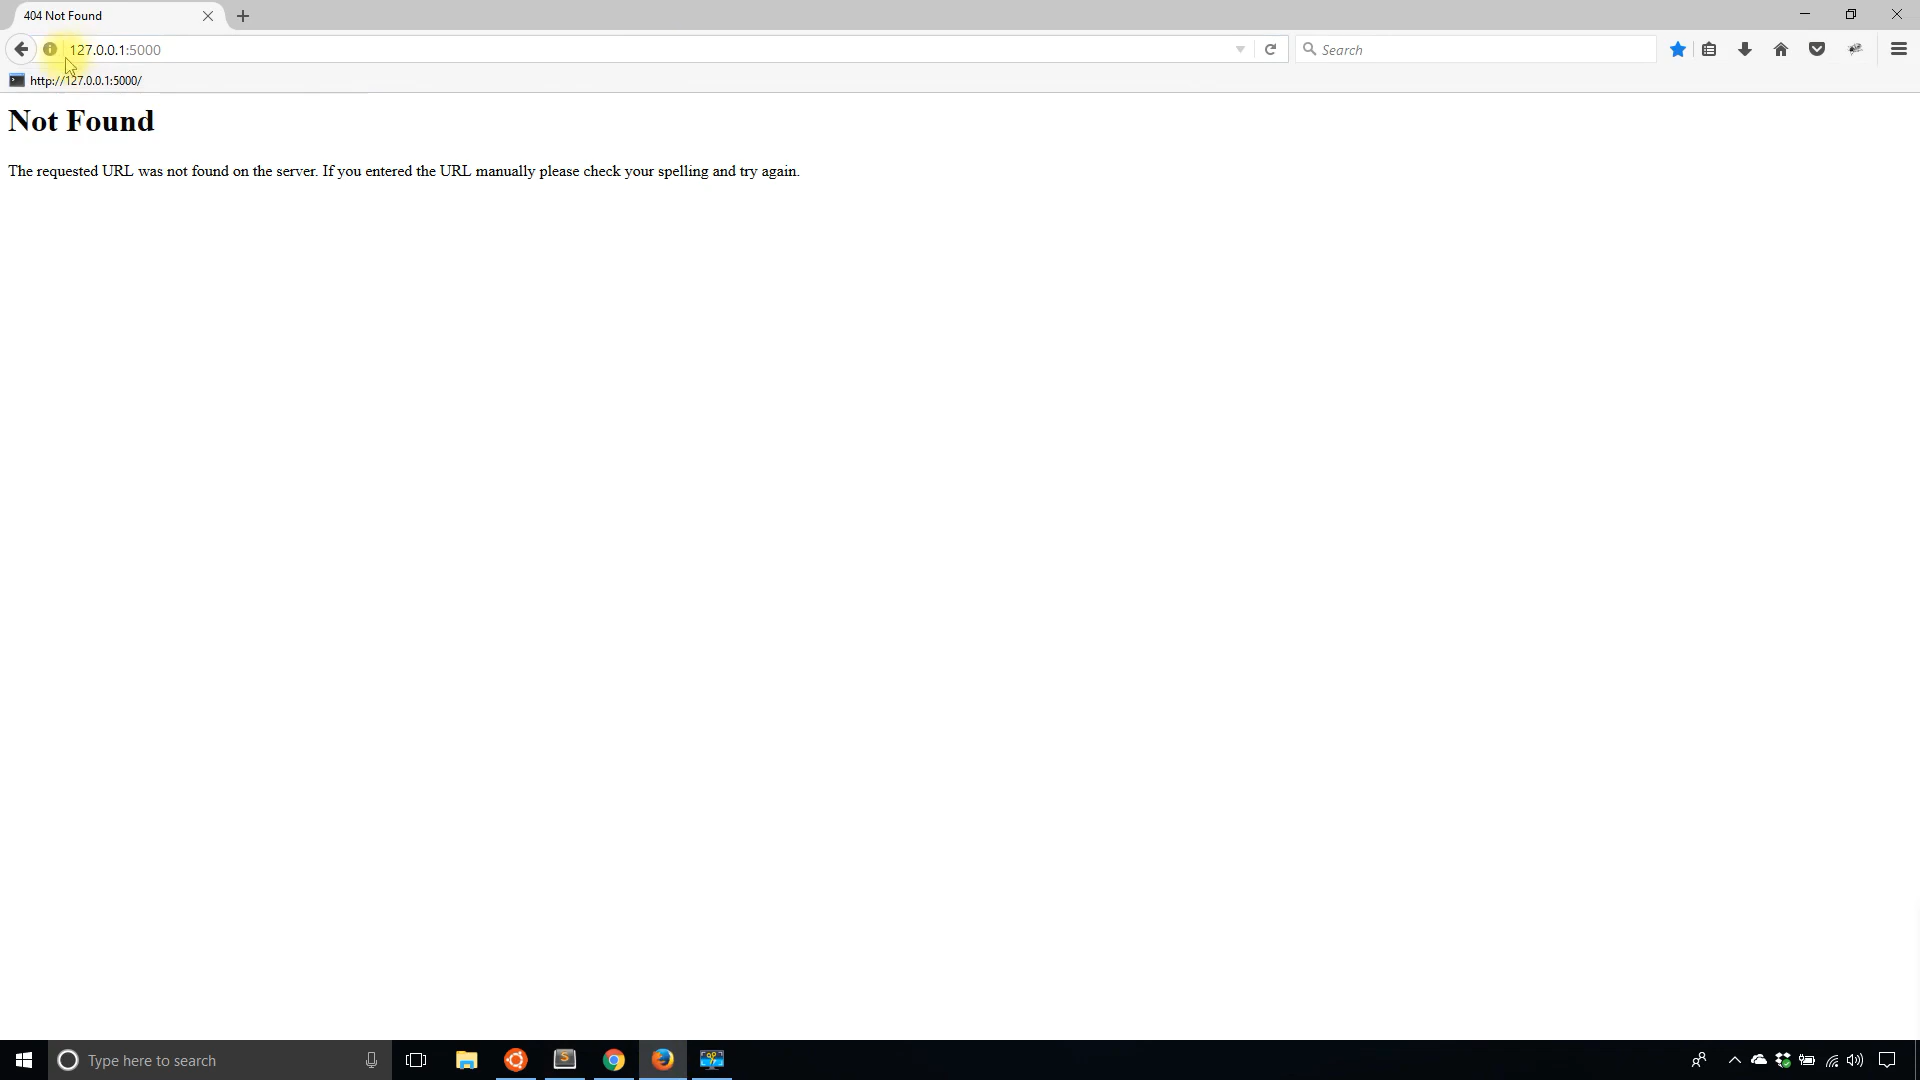 404 Not Found
127.0.0.1:5000
Search
http://127.0.0.1:5000/
Not Found
The requested URL was not found on the server. If you entered the URL manually please check your spelling and try again.
Type here to search